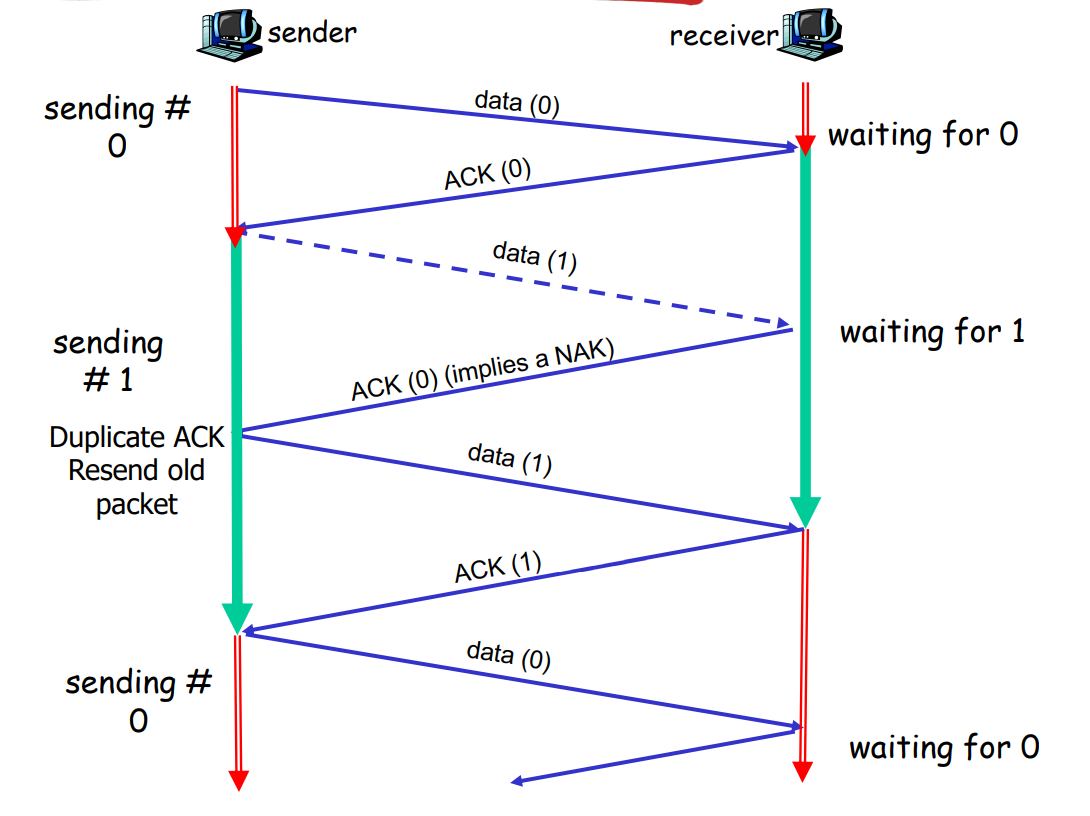 sender
receiver
sending #
0
data (0)
waiting for 0
ACK (0)
data (1)
sending
# 1
waiting for 1
ACK (0) (implies a NAK)
Duplicate ACK
Resend old
packet
data (1)
ACK (1)
data (0)
sending #
0
waiting for 0